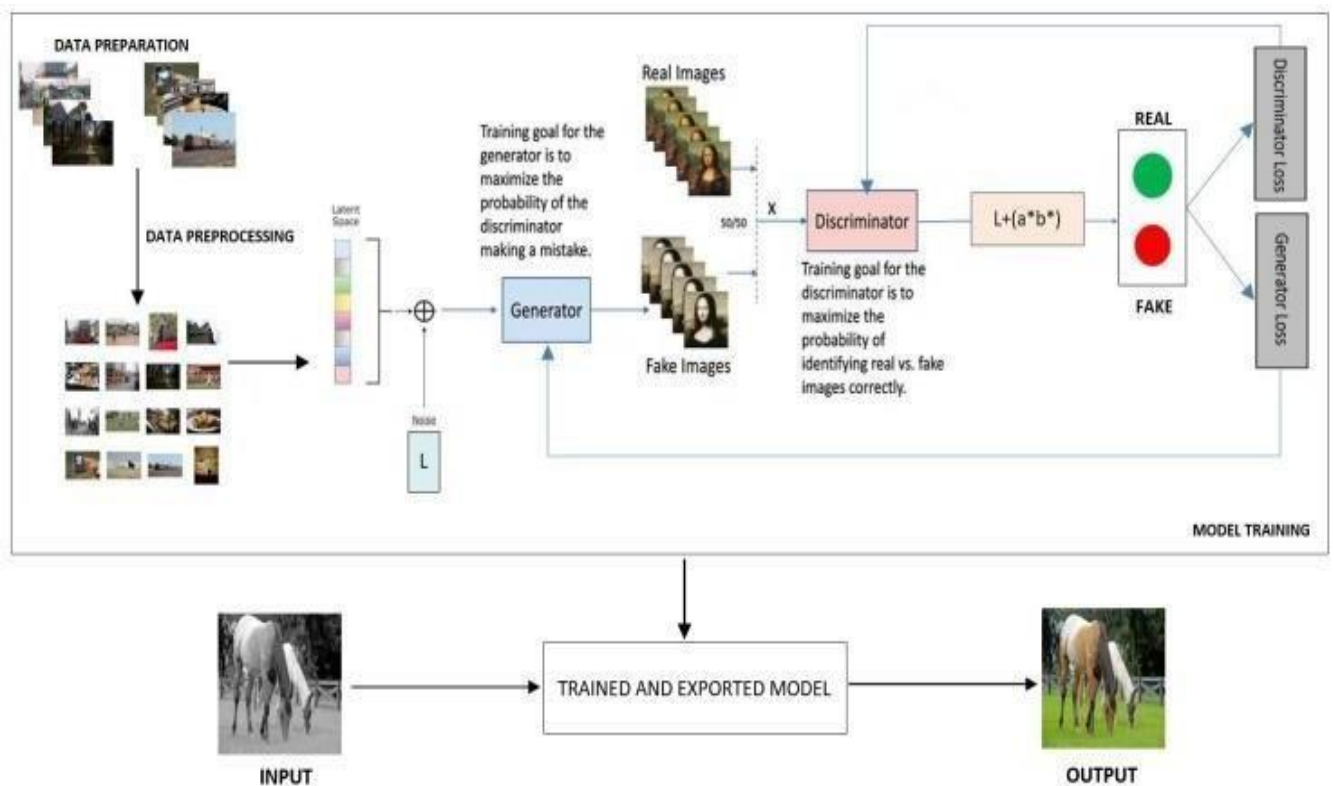 DATA PREPARATION
DATA PREPROCESSING
Latent
Space
Noise
L
Training goal for the
generator is to
maximize the
probability of the
discriminator
making a mistake.
Generator
Real Images
Fake Images
50/50
X
Discriminator
Training goal for the
discriminator is to
maximize the
probability of
identifying real vs. fake
images correctly.
L+(a*b*)
REAL
FAKE
Discriminator Loss
Generator Loss
MODEL TRAINING
TRAINED AND EXPORTED MODEL
INPUT
OUTPUT